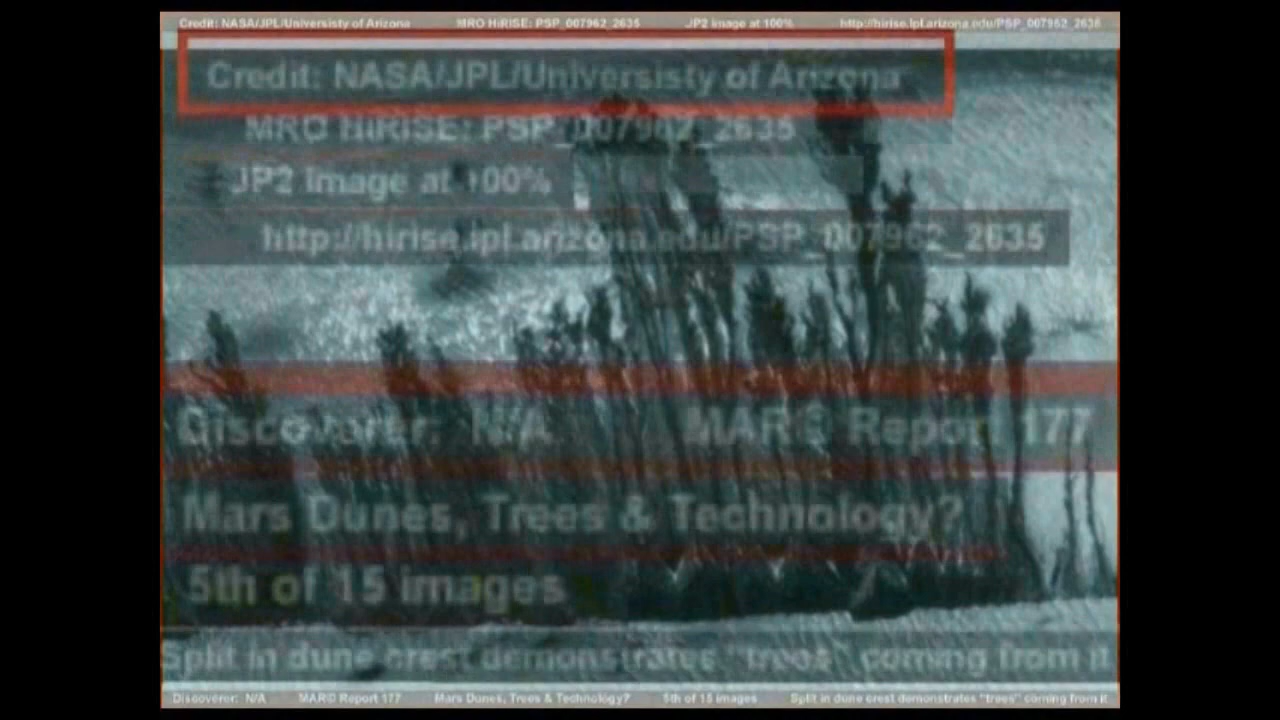 Credit: NASA/JPL/Universisty of Arizona MRO HiRISE: PSP_007962_2635 JP2 image at 100% http://hirise.lpl.arizona.edu/PSP_007962_2635
Credit: NASA/JPL/Universisty of Arizona
MRO HiRISE: PSP_007962_2635
JP2 image at 100%
http://hirise.lpl.arizona.edu/PSP_007962_2635
Discoverer: N/A MAR© Report 177
Mars Dunes, Trees & Technology?
5th of 15 images
Split in dune crest demonstrates "trees" coming from it
Discoverer: N/A MAR© Report 177 Mars Dunes, Trees & Technology? 5th of 15 images Split in dune crest demonstrates "trees" coming from it